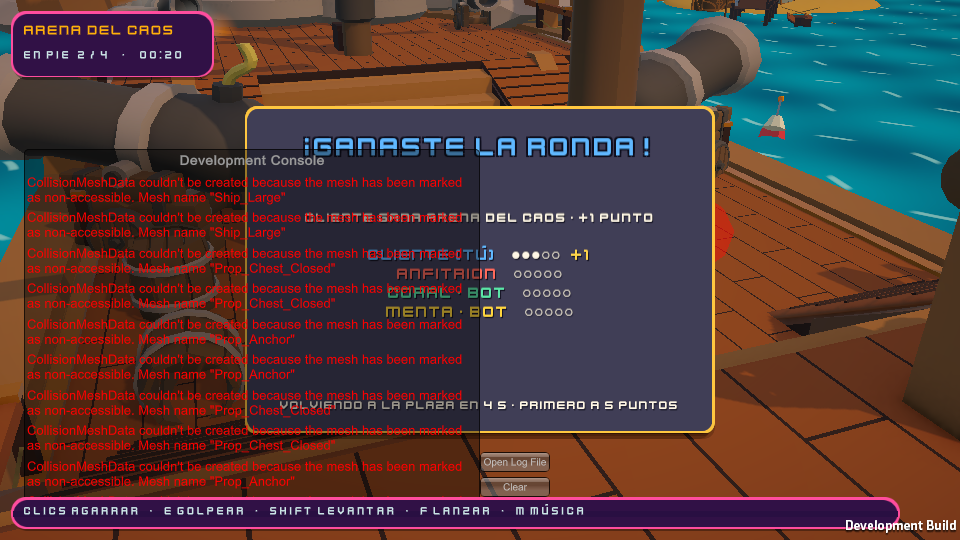 ARENA DEL CAOS
EN PIE 2/4 · 00:20
¡GANASTE LA RONDA!
Development Console
CollisionMeshData couldn't be created because the mesh has been marked
as non-accessible. Mesh name "Ship_Large"
CollisionMeshData couldn't be created because the mesh has been marked
as non-accessible. Mesh name "Ship_Large"
CLIENTE GANA ARENA DEL CAOS · +1 PUNTO
CollisionMeshData couldn't be created because the mesh has been marked
as non-accessible. Mesh name "Prop_Chest_Closed"
CLIENTE (TÚ) +1
ANFITRION
CollisionMeshData couldn't be created because the mesh has been marked
as non-accessible. Mesh name "Prop_Chest_Closed"
CORAL · BOT
MENTA · BOT
CollisionMeshData couldn't be created because the mesh has been marked
as non-accessible. Mesh name "Prop_Anchor"
CollisionMeshData couldn't be created because the mesh has been marked
as non-accessible. Mesh name "Prop_Anchor"
CollisionMeshData couldn't be created because the mesh has been marked
as non-accessible. Mesh name "Prop_Chest_Closed"
VOLVIENDO A LA PLAZA EN 4 S · PRIMERO A 5 PUNTOS
CollisionMeshData couldn't be created because the mesh has been marked
as non-accessible. Mesh name "Prop_Chest_Closed"
CollisionMeshData couldn't be created because the mesh has been marked
as non-accessible. Mesh name "Prop_Anchor"
Open Log File
Clear
CLICS AGARRAR · E GOLPEAR · SHIFT LEVANTAR · F LANZAR · M MÚSICA
Development Build